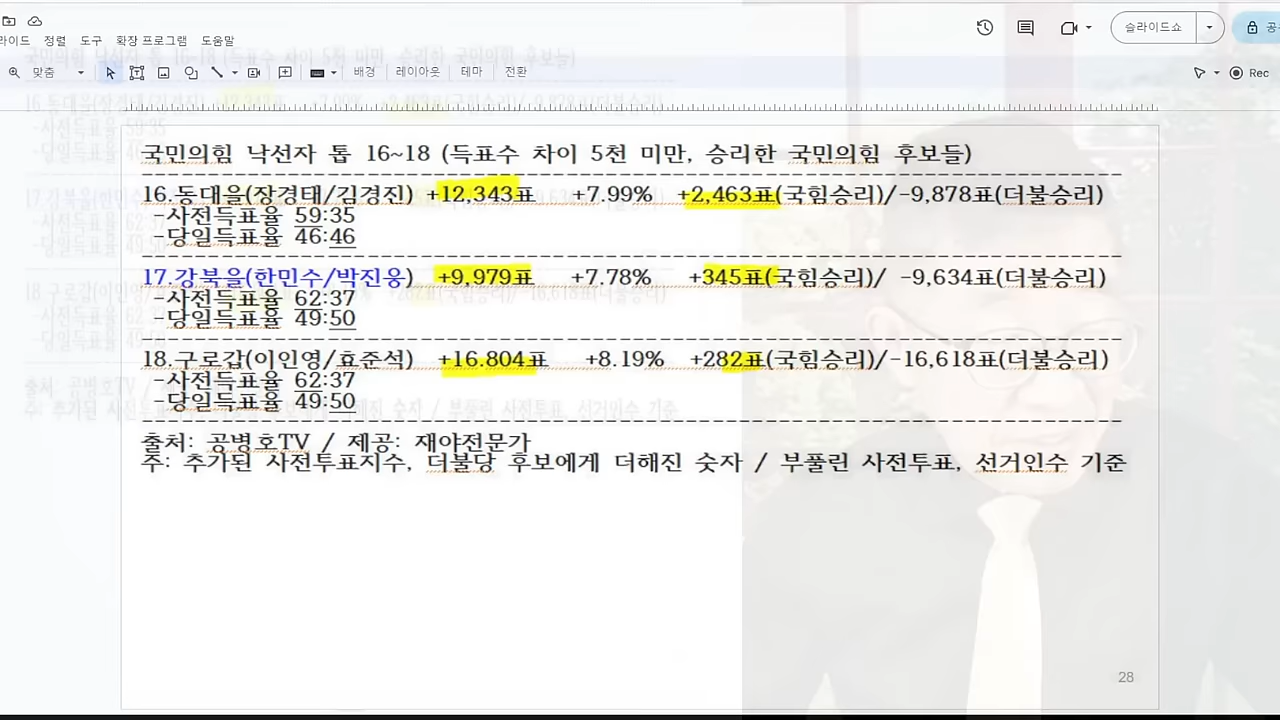 라이드 정렬 도구 확장 프로그램 도움말
슬라이드쇼
공
맞춤 배경 레이아웃 테마 전환
Rec
국민의힘 낙선자 톱 16~18 (득표수 차이 5천 미만, 승리한 국민의힘 후보들)
16.동대을(장경태/김경진) +12,343표 +7.99% +2,463표(국힘승리)/-9,878표(더불승리)
-사전득표율 59:35
-당일득표율 46:46
17.강북을(한민수/박진웅) +9,979표 +7.78% +345표(국힘승리)/ -9,634표(더불승리)
-사전득표율 62:37
-당일득표율 49:50
18.구로갑(이인영/효준석) +16.804표 +8.19% +282표(국힘승리)/-16,618표(더불승리)
-사전득표율 62:37
-당일득표율 49:50
출처: 공병호TV / 제공: 재야전문가
주: 추가된 사전투표지수, 더불당 후보에게 더해진 숫자 / 부풀린 사전투표, 선거인수 기준
28